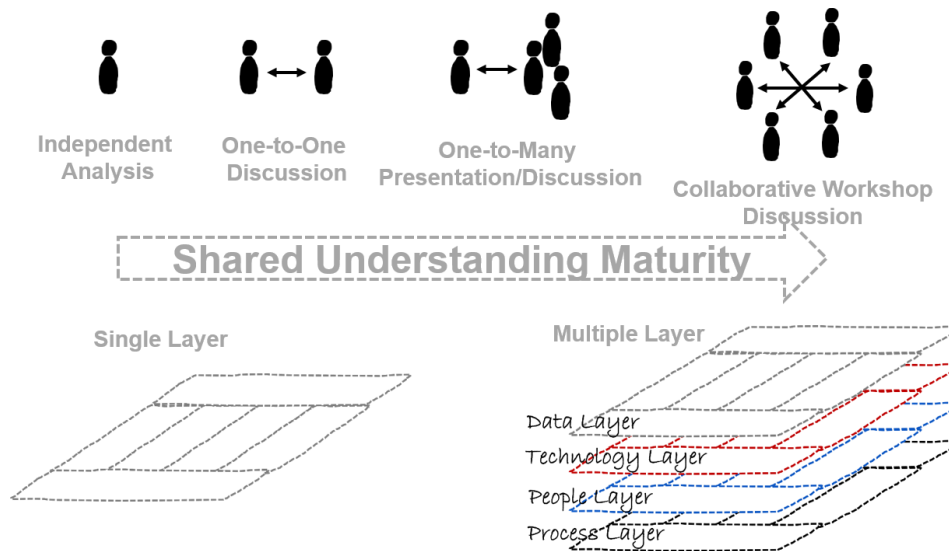 Independent
Analysis
One-to-One
Discussion
One-to-Many
Presentation/Discussion
Collaborative Workshop
Discussion
Shared Understanding Maturity
Single Layer
Multiple Layer
Data Layer
Technology Layer
People Layer
Process Layer